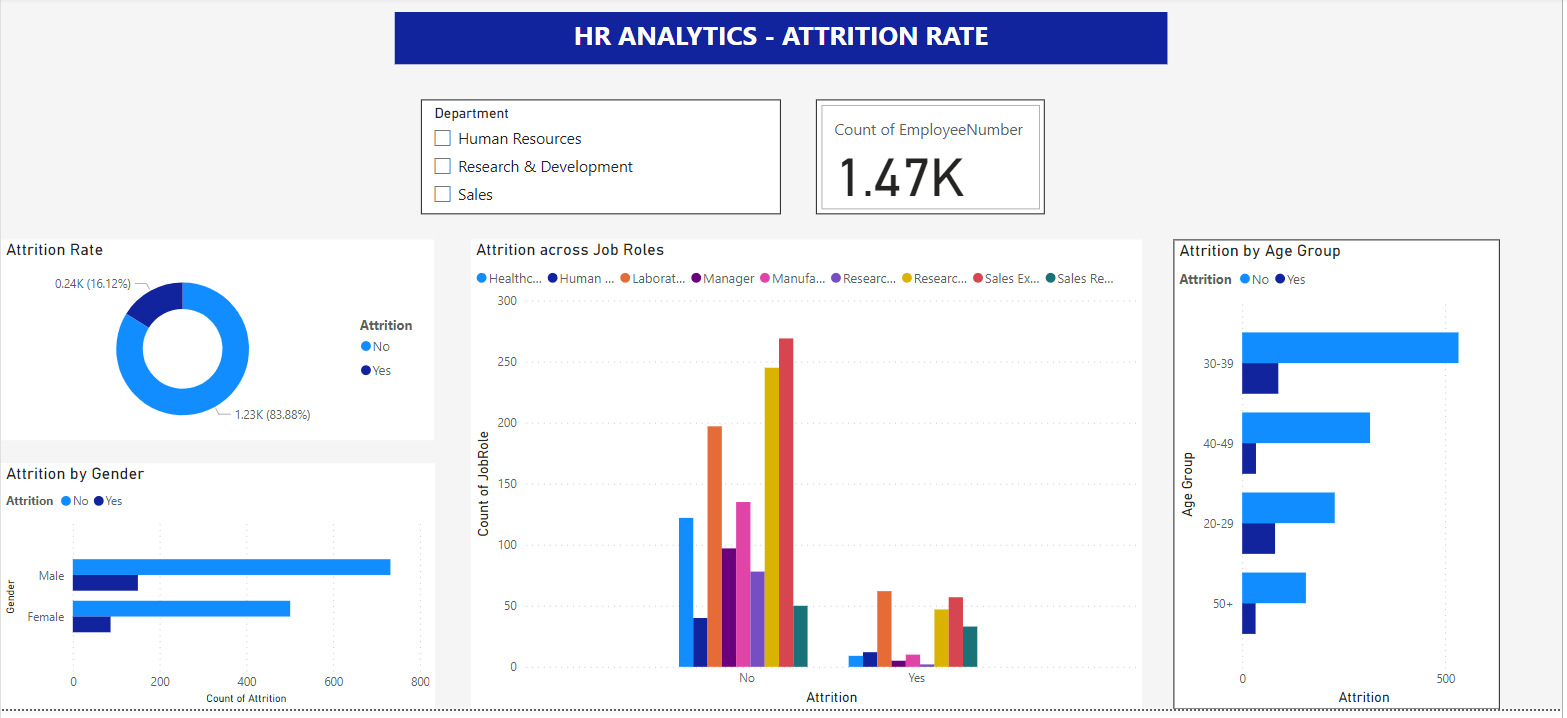 HR ANALYTICS - ATTRITION RATE
Department
Human Resources
Research & Development
Sales
Count of EmployeeNumber
1.47K
Attrition Rate
0.24K (16.12%)
1.23K (83.88%)
Attrition
No
Yes
Attrition by Gender
Attrition No Yes
Gender
Male
Female
0 200 400 600 800
Count of Attrition
Attrition across Job Roles
Healthc... Human ... Laborat... Manager Manufa... Researc... Researc... Sales Ex... Sales Re...
Count of JobRole
300
250
200
150
100
50
0
No Yes
Attrition
Attrition by Age Group
Attrition No Yes
Age Group
30-39
40-49
20-29
50+
0 500
Attrition